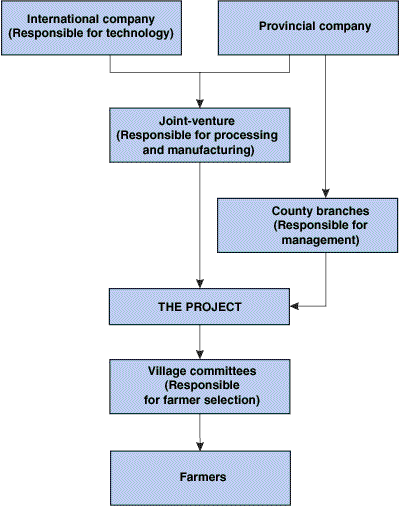 International company
(Responsible for technology)
Provincial company
Joint-venture
(Responsible for processing
and manufacturing)
County branches
(Responsible for
management)
THE PROJECT
Village committees
(Responsible
for farmer selection)
Farmers